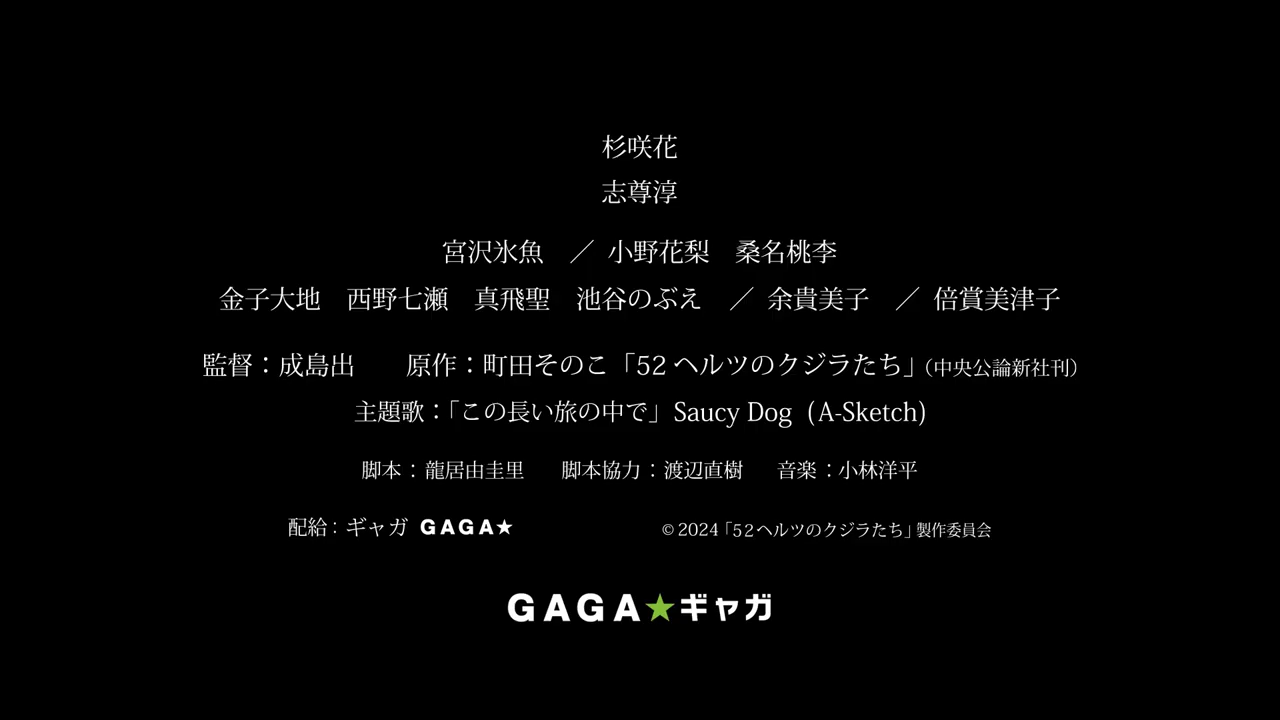 杉咲花
志尊淳
宮沢氷魚 ／ 小野花梨 桑名桃李
金子大地 西野七瀬 真飛聖 池谷のぶえ ／ 余貴美子 ／ 倍賞美津子
監督：成島出 原作：町田そのこ「52ヘルツのクジラたち」（中央公論新社刊）
主題歌：「この長い旅の中で」Saucy Dog (A-Sketch)
脚本：龍居由圭里 脚本協力：渡辺直樹 音楽：小林洋平
配給：ギャガ GAGA★ ©2024「52ヘルツのクジラたち」製作委員会
GAGA★ギャガ